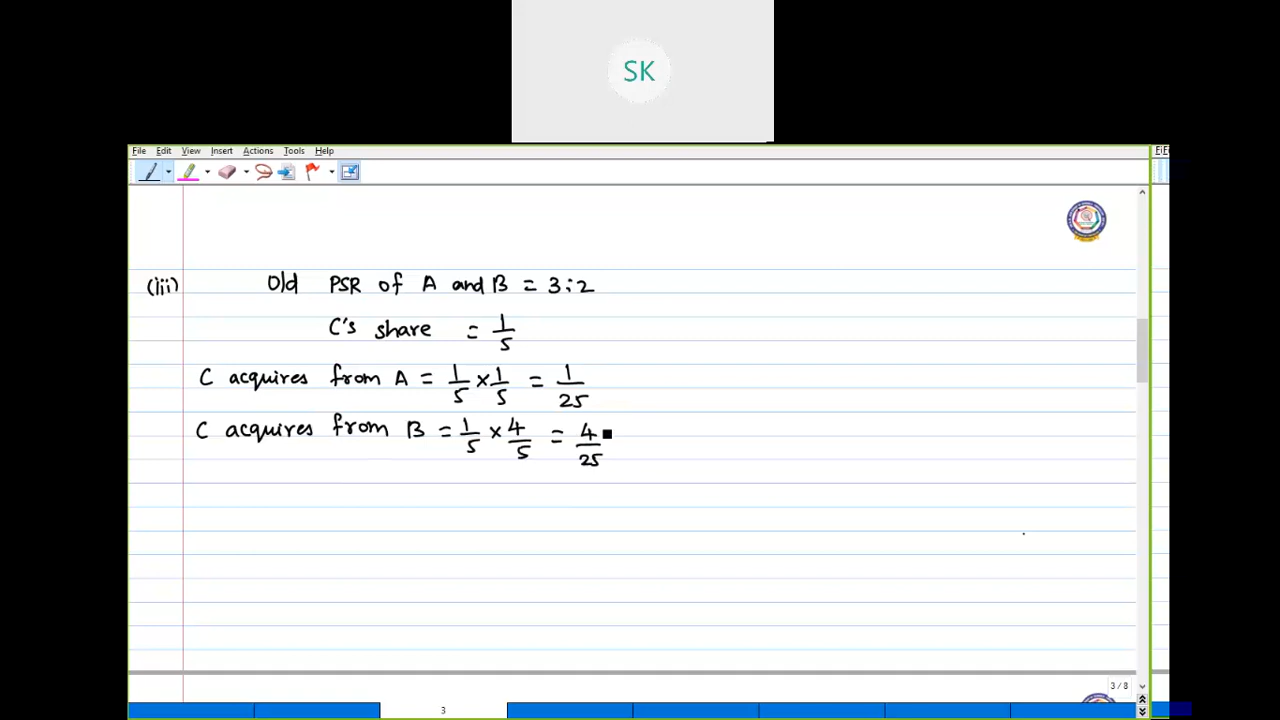 SK
File Edit View Insert Actions Tools Help
(iii) Old PSR of A and B = 3:2
C's share = 1/5
C acquires from A = 1/5 × 1/5 = 1/25
C acquires from B = 1/5 × 4/5 = 4/25
3 / 8
3